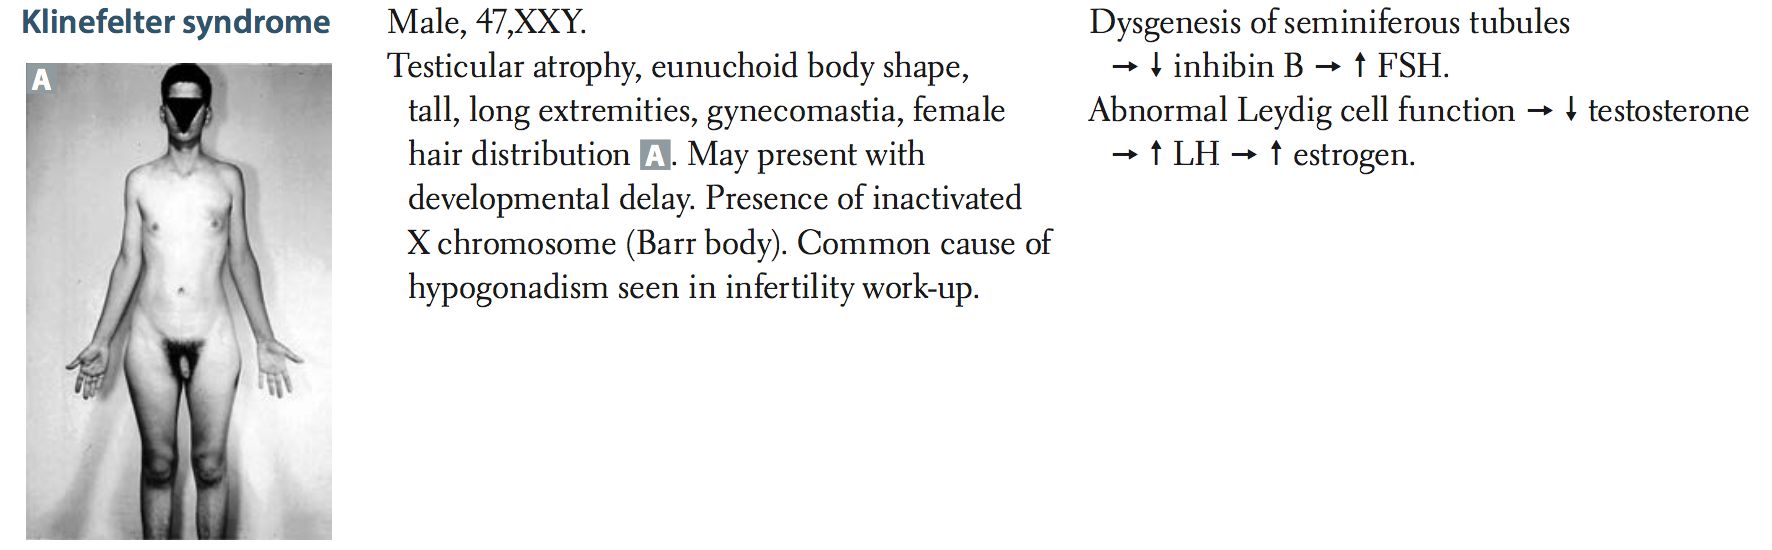 Klinefelter syndrome
A
Male, 47,XXY.
Testicular atrophy, eunuchoid body shape,
tall, long extremities, gynecomastia, female
hair distribution A. May present with
developmental delay. Presence of inactivated
X chromosome (Barr body). Common cause of
hypogonadism seen in infertility work-up.
Dysgenesis of seminiferous tubules
→ ↓ inhibin B → ↑ FSH.
Abnormal Leydig cell function → ↓ testosterone
→ ↑ LH → ↑ estrogen.